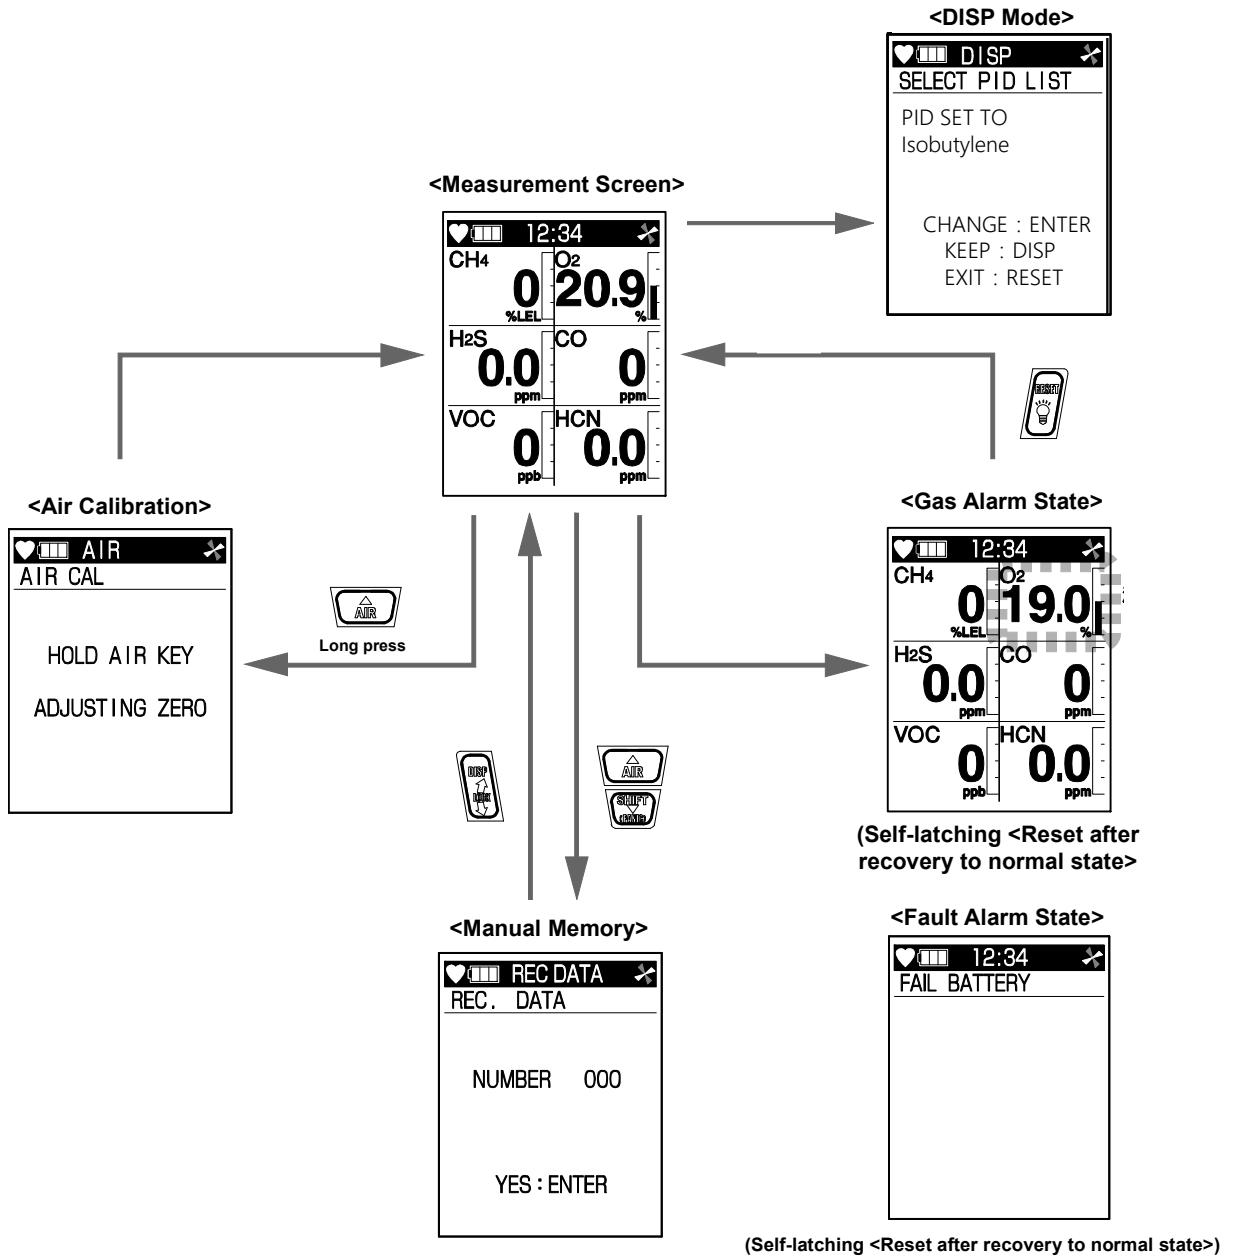 <DISP Mode>
DISP
SELECT PID LIST
PID SET TO
Isobutylene
CHANGE : ENTER
KEEP : DISP
EXIT : RESET
<Measurement Screen>
12:34
CH4 O2
0 20.9
%LEL %
H2S CO
0.0 0
ppm ppm
VOC HCN
0 0.0
ppb ppm
RESET
<Air Calibration>
AIR
AIR CAL
HOLD AIR KEY
ADJUSTING ZERO
AIR
Long press
<Gas Alarm State>
12:34
CH4 O2
0 19.0
%LEL %
H2S CO
0.0 0
ppm ppm
VOC HCN
0 0.0
ppb ppm
(Self-latching <Reset after
recovery to normal state>
DISP
AIR
SHIFT
(PANIC)
<Manual Memory>
REC DATA
REC. DATA
NUMBER 000
YES : ENTER
<Fault Alarm State>
12:34
FAIL BATTERY
(Self-latching <Reset after recovery to normal state>)